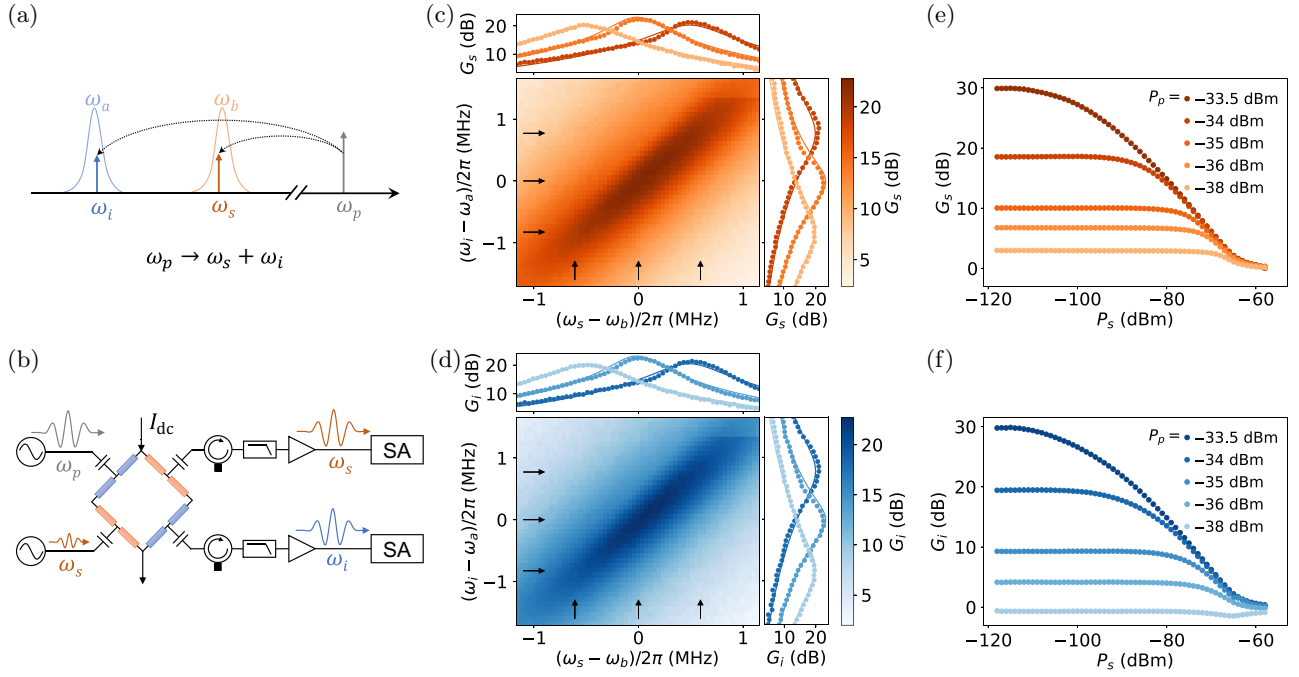 (a)
ω_a
ω_b
ω_i
ω_s
ω_p
ω_p → ω_s + ω_i
(b)
I_dc
ω_p
ω_s
SA
ω_s
ω_i
SA
(c)
G_s (dB)
20
10
(ω_i − ω_a)/2π (MHz)
1
0
−1
−1
0
1
(ω_s − ω_b)/2π (MHz)
10
20
G_s (dB)
20
15
10
5
G_s (dB)
(d)
G_i (dB)
20
10
(ω_i − ω_a)/2π (MHz)
1
0
−1
−1
0
1
(ω_s − ω_b)/2π (MHz)
10
20
G_i (dB)
20
15
10
5
G_i (dB)
(e)
G_s (dB)
30
20
10
0
−120
−100
−80
−60
P_s (dBm)
P_p = −33.5 dBm
−34 dBm
−35 dBm
−36 dBm
−38 dBm
(f)
G_i (dB)
30
20
10
0
−120
−100
−80
−60
P_s (dBm)
P_p = −33.5 dBm
−34 dBm
−35 dBm
−36 dBm
−38 dBm